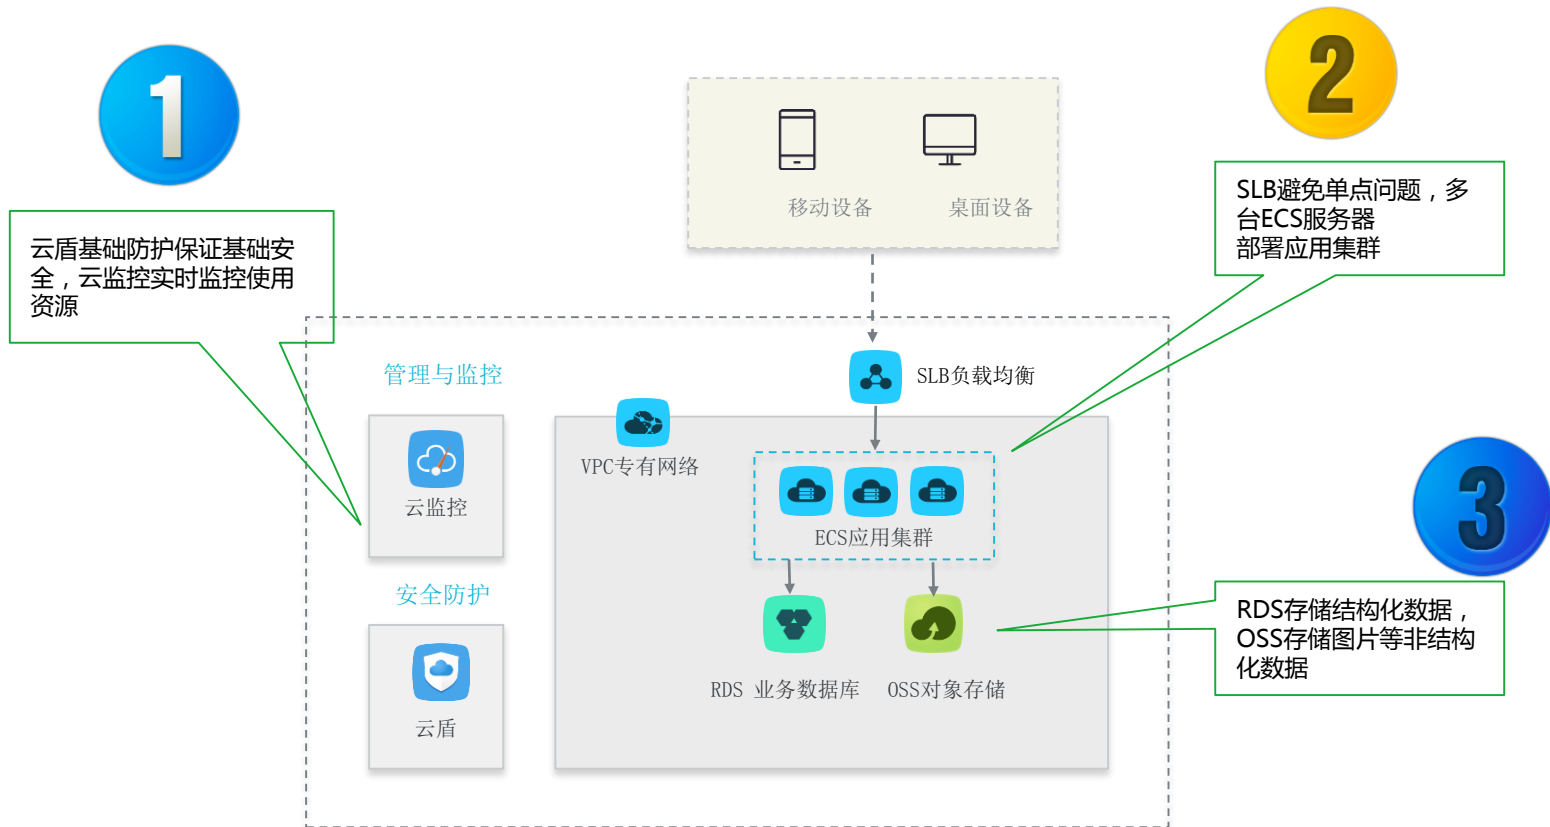 1
2
移动设备
桌面设备
SLB避免单点问题，多
台ECS服务器
部署应用集群
云盾基础防护保证基础安
全，云监控实时监控使用
资源
管理与监控
SLB负载均衡
云监控
VPC专有网络
ECS应用集群
3
安全防护
云盾
RDS 业务数据库
OSS对象存储
RDS存储结构化数据，
OSS存储图片等非结构
化数据